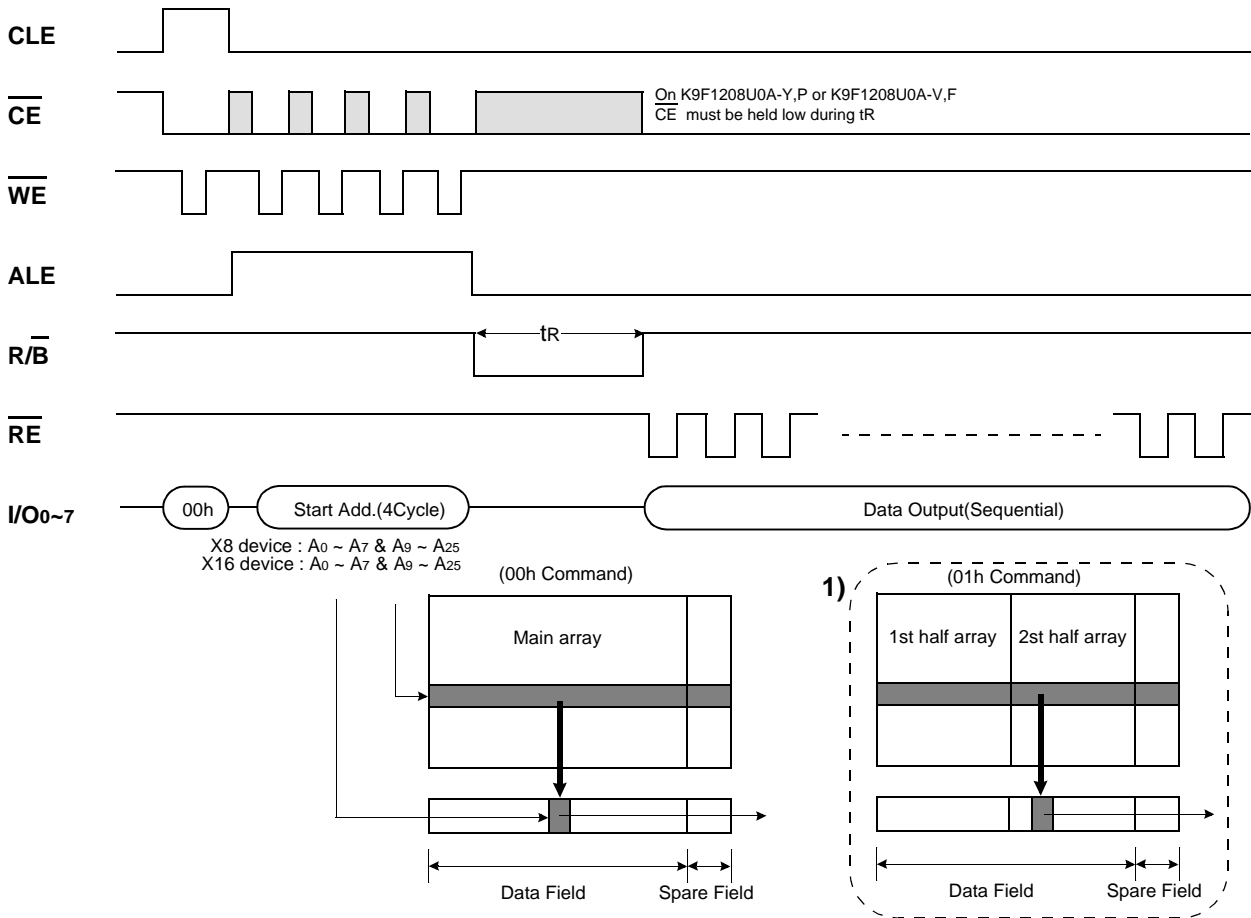 CLE
CE
On K9F1208U0A-Y,P or K9F1208U0A-V,F
CE must be held low during tR
WE
ALE
R/B
tR
RE
I/O0~7
00h
Start Add.(4Cycle)
Data Output(Sequential)
X8 device : A0 ~ A7 & A9 ~ A25
X16 device : A0 ~ A7 & A9 ~ A25
(00h Command)
Main array
Data Field
Spare Field
1)
(01h Command)
1st half array
2st half array
Data Field
Spare Field